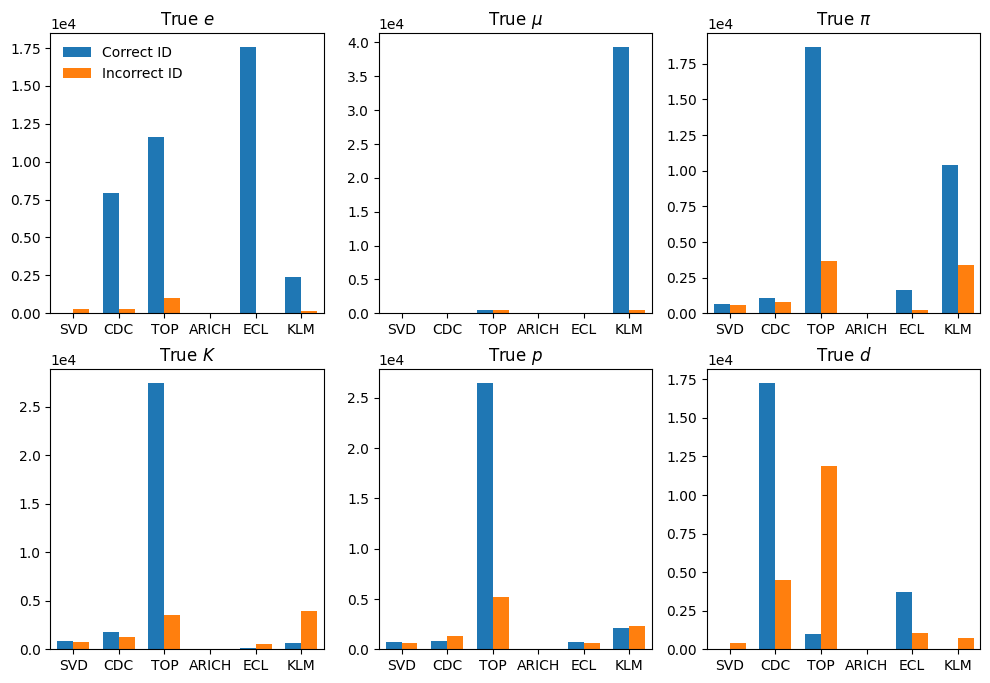 True e
1e4
Correct ID
Incorrect ID
1.75
1.50
1.25
1.00
0.75
0.50
0.25
0.00
SVD CDC TOP ARICH ECL KLM
True μ
1e4
4.0
3.5
3.0
2.5
2.0
1.5
1.0
0.5
0.0
SVD CDC TOP ARICH ECL KLM
True π
1e4
1.75
1.50
1.25
1.00
0.75
0.50
0.25
0.00
SVD CDC TOP ARICH ECL KLM
True K
1e4
2.5
2.0
1.5
1.0
0.5
0.0
SVD CDC TOP ARICH ECL KLM
True p
1e4
2.5
2.0
1.5
1.0
0.5
0.0
SVD CDC TOP ARICH ECL KLM
True d
1e4
1.75
1.50
1.25
1.00
0.75
0.50
0.25
0.00
SVD CDC TOP ARICH ECL KLM